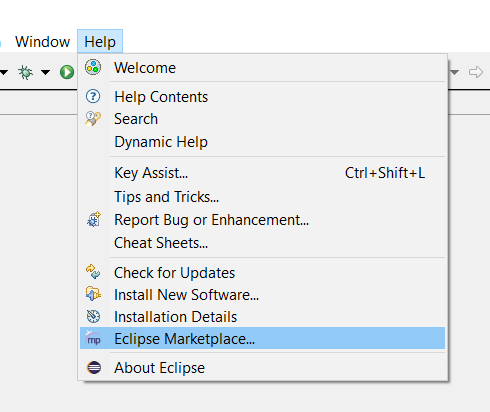 Window Help
Welcome
Help Contents
Search
Dynamic Help
Key Assist... Ctrl+Shift+L
Tips and Tricks...
Report Bug or Enhancement...
Cheat Sheets...
Check for Updates
Install New Software...
Installation Details
mp Eclipse Marketplace...
About Eclipse